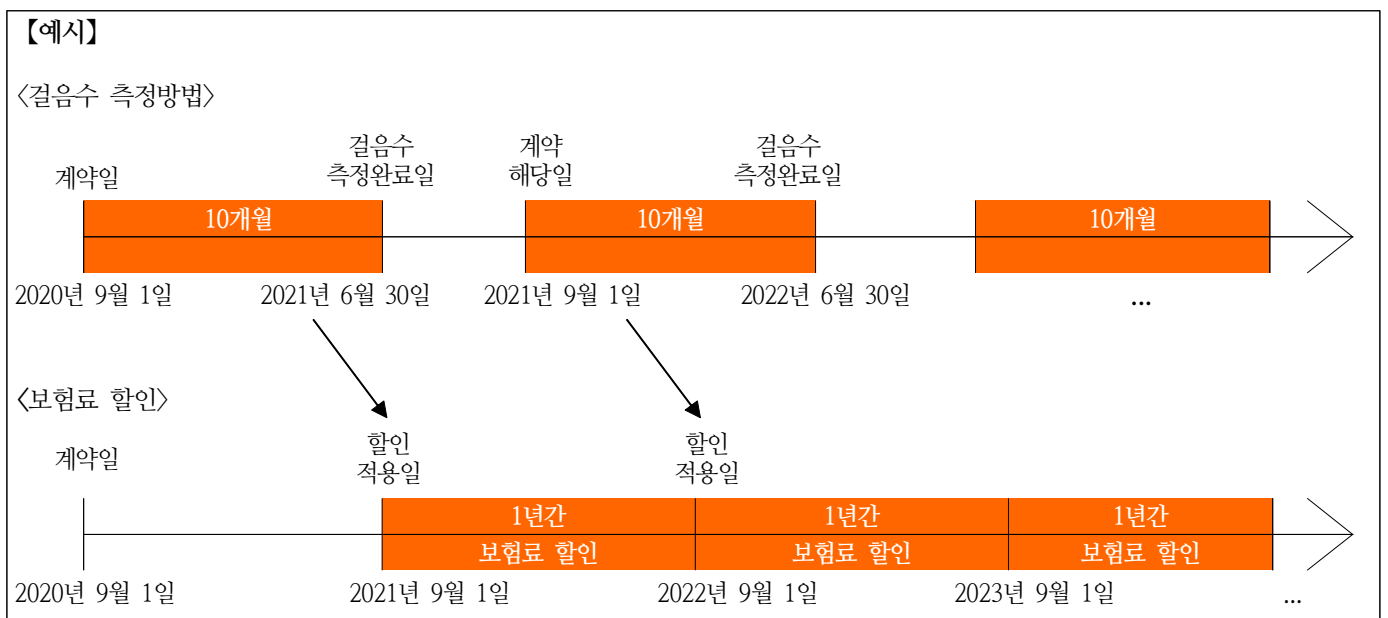 【예시】
〈걸음수 측정방법〉
계약일
걸음수
측정완료일
계약
해당일
걸음수
측정완료일
10개월
10개월
10개월
2020년 9월 1일
2021년 6월 30일
2021년 9월 1일
2022년 6월 30일
...
〈보험료 할인〉
계약일
할인
적용일
할인
적용일
1년간
보험료 할인
1년간
보험료 할인
1년간
보험료 할인
2020년 9월 1일
2021년 9월 1일
2022년 9월 1일
2023년 9월 1일
...